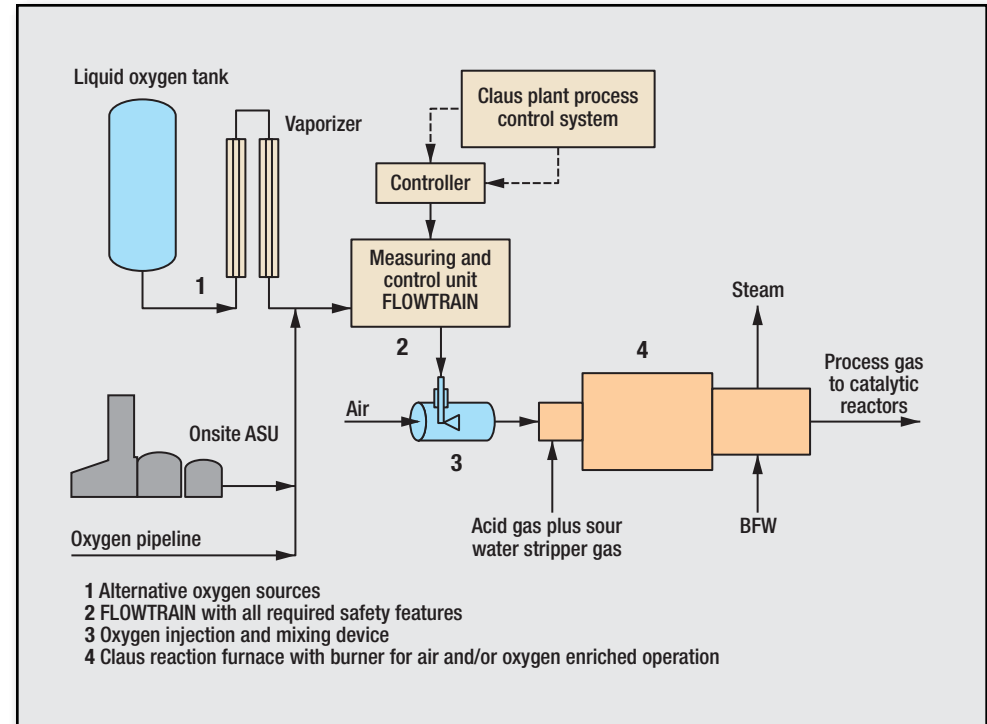 Liquid oxygen tank
Vaporizer
Claus plant process
control system
Controller
Measuring and
control unit
FLOWTRAIN
1
2
Steam
4
Process gas
to catalytic
reactors
Air
Onsite ASU
3
Oxygen pipeline
Acid gas plus sour
water stripper gas
BFW
1 Alternative oxygen sources
2 FLOWTRAIN with all required safety features
3 Oxygen injection and mixing device
4 Claus reaction furnace with burner for air and/or oxygen enriched operation